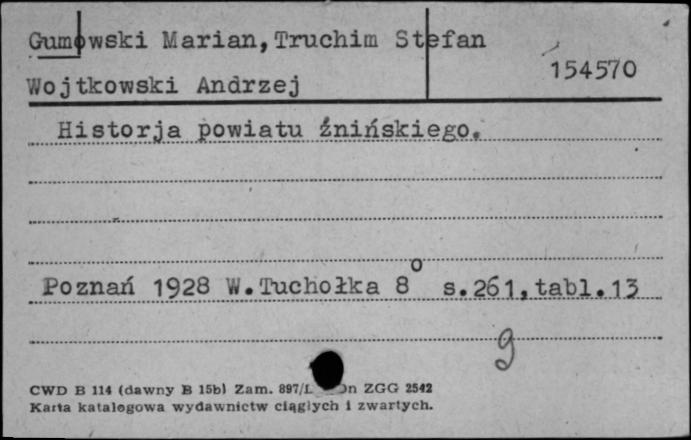 Gumowski Marian, Truchim Stefan
Wojtkowski Andrzej
154570
Historja powiatu źnińskiego.
Poznań 1928 W.Tuchołka 8° s.261, tabl.13
g
CWD B 114 (dawny B 15b) Zam. 897/L n ZGG 2542
Karta katalogowa wydawnictw ciągłych i zwartych.